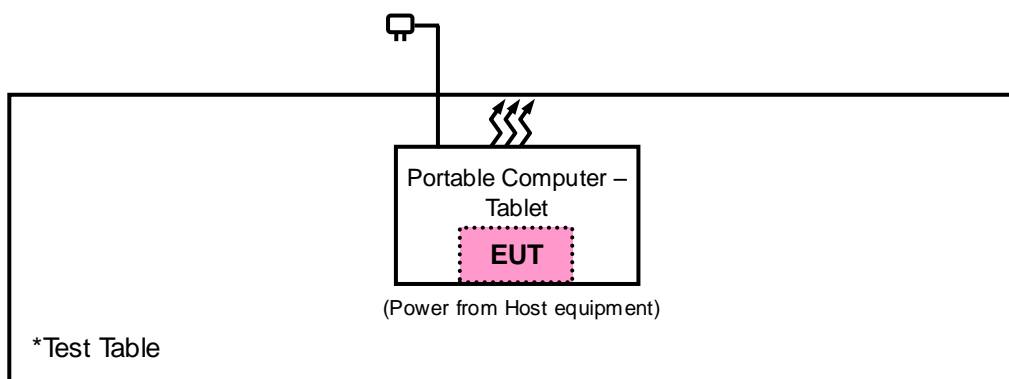 Portable Computer –
Tablet
EUT
(Power from Host equipment)
*Test Table